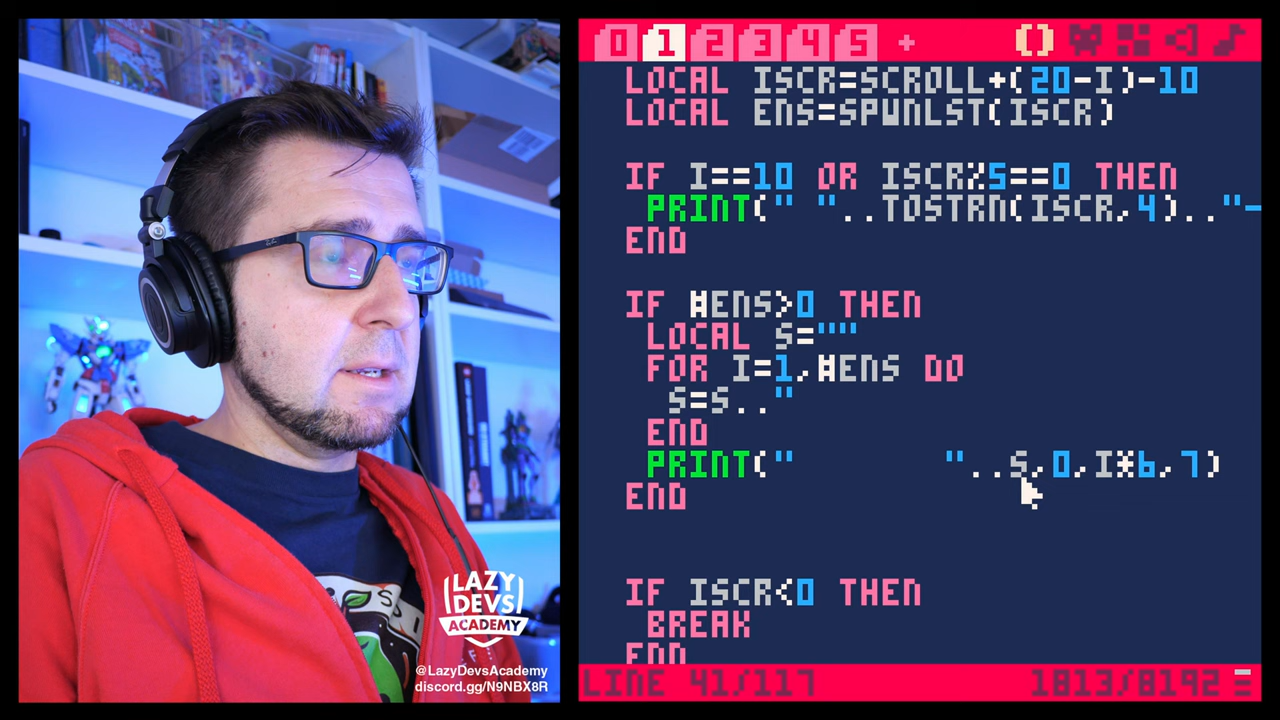 0 1 2 3 4 5 +
LOCAL ISCR=SCROLL+(20-I)-10
LOCAL ENS=SPWNLST(ISCR)
IF I==10 OR ISCR%5==0 THEN
PRINT(" "..TOSTRN(ISCR,4).."-
END
IF #ENS>0 THEN
LOCAL S=""
FOR I=1,#ENS DO
S=S.."
END
PRINT("       "..S,0,I*6,7)
END
IF ISCR<0 THEN
BREAK
END
LINE 41/117
1813/8192
LAZY
DEVS
ACADEMY
@LazyDevsAcademy
discord.gg/N9NBX8R